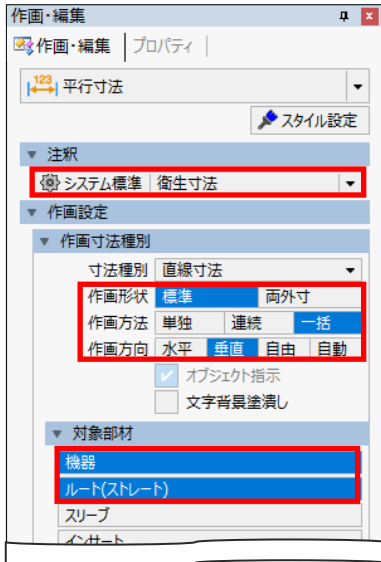 作画・編集
作画・編集 プロパティ
123 平行寸法
スタイル設定
注釈
システム標準 衛生寸法
作画設定
作画寸法種別
寸法種別 直線寸法
作画形状 標準 両外寸
作画方法 単独 連続 一括
作画方向 水平 垂直 自由 自動
オブジェクト指示
文字背景塗潰し
対象部材
機器
ルート(ストレート)
スリーブ
インサート